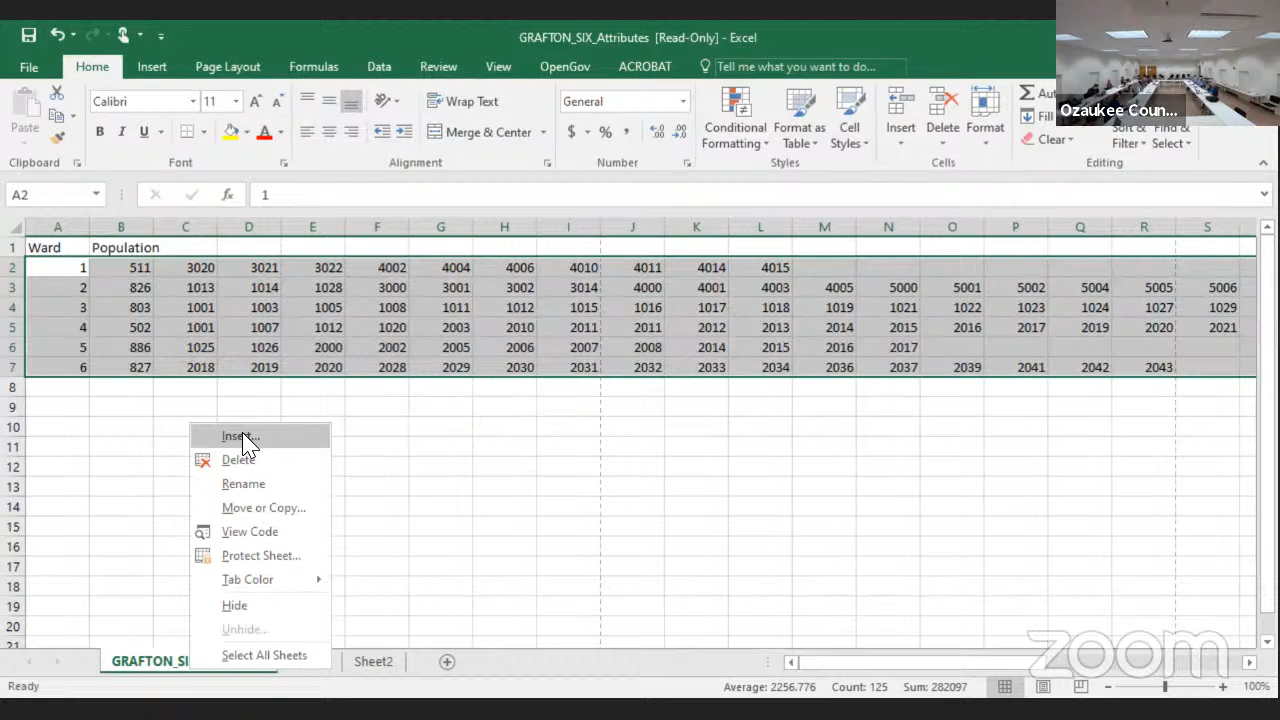 GRAFTON_SIX_Attributes [Read-Only] - Excel
Ozaukee Coun...
File Home Insert Page Layout Formulas Data Review View OpenGov ACROBAT Tell me what you want to do...
Paste
Calibri 11
B I U
Wrap Text
Merge & Center
General
$ % ,
Conditional Formatting
Format as Table
Cell Styles
Insert Delete Format
Fill
Clear
Sort & Filter
Find & Select
Clipboard Font Alignment Number Styles Cells Editing
A2 fx 1
A B C D E F G H I J K L M N O P Q R S
1 Ward Population
2 1 511 3020 3021 3022 4002 4004 4006 4010 4011 4014 4015
3 2 826 1013 1014 1028 3000 3001 3002 3014 4000 4001 4003 4005 5000 5001 5002 5004 5005 5006
4 3 803 1001 1003 1005 1008 1011 1012 1015 1016 1017 1018 1019 1021 1022 1023 1024 1027 1029
5 4 502 1001 1007 1012 1020 2003 2010 2011 2011 2012 2013 2014 2015 2016 2017 2019 2020 2021
6 5 886 1025 1026 2000 2002 2005 2006 2007 2008 2014 2015 2016 2017
7 6 827 2018 2019 2020 2028 2029 2030 2031 2032 2033 2034 2036 2037 2039 2041 2042 2043
8
9
10
11
12
13
14
15
16
17
18
19
20
21
Insert...
Delete
Rename
Move or Copy...
View Code
Protect Sheet...
Tab Color
Hide
Unhide...
Select All Sheets
GRAFTON_SI Sheet2
zoom
Ready Average: 2256.776 Count: 125 Sum: 282097 100%